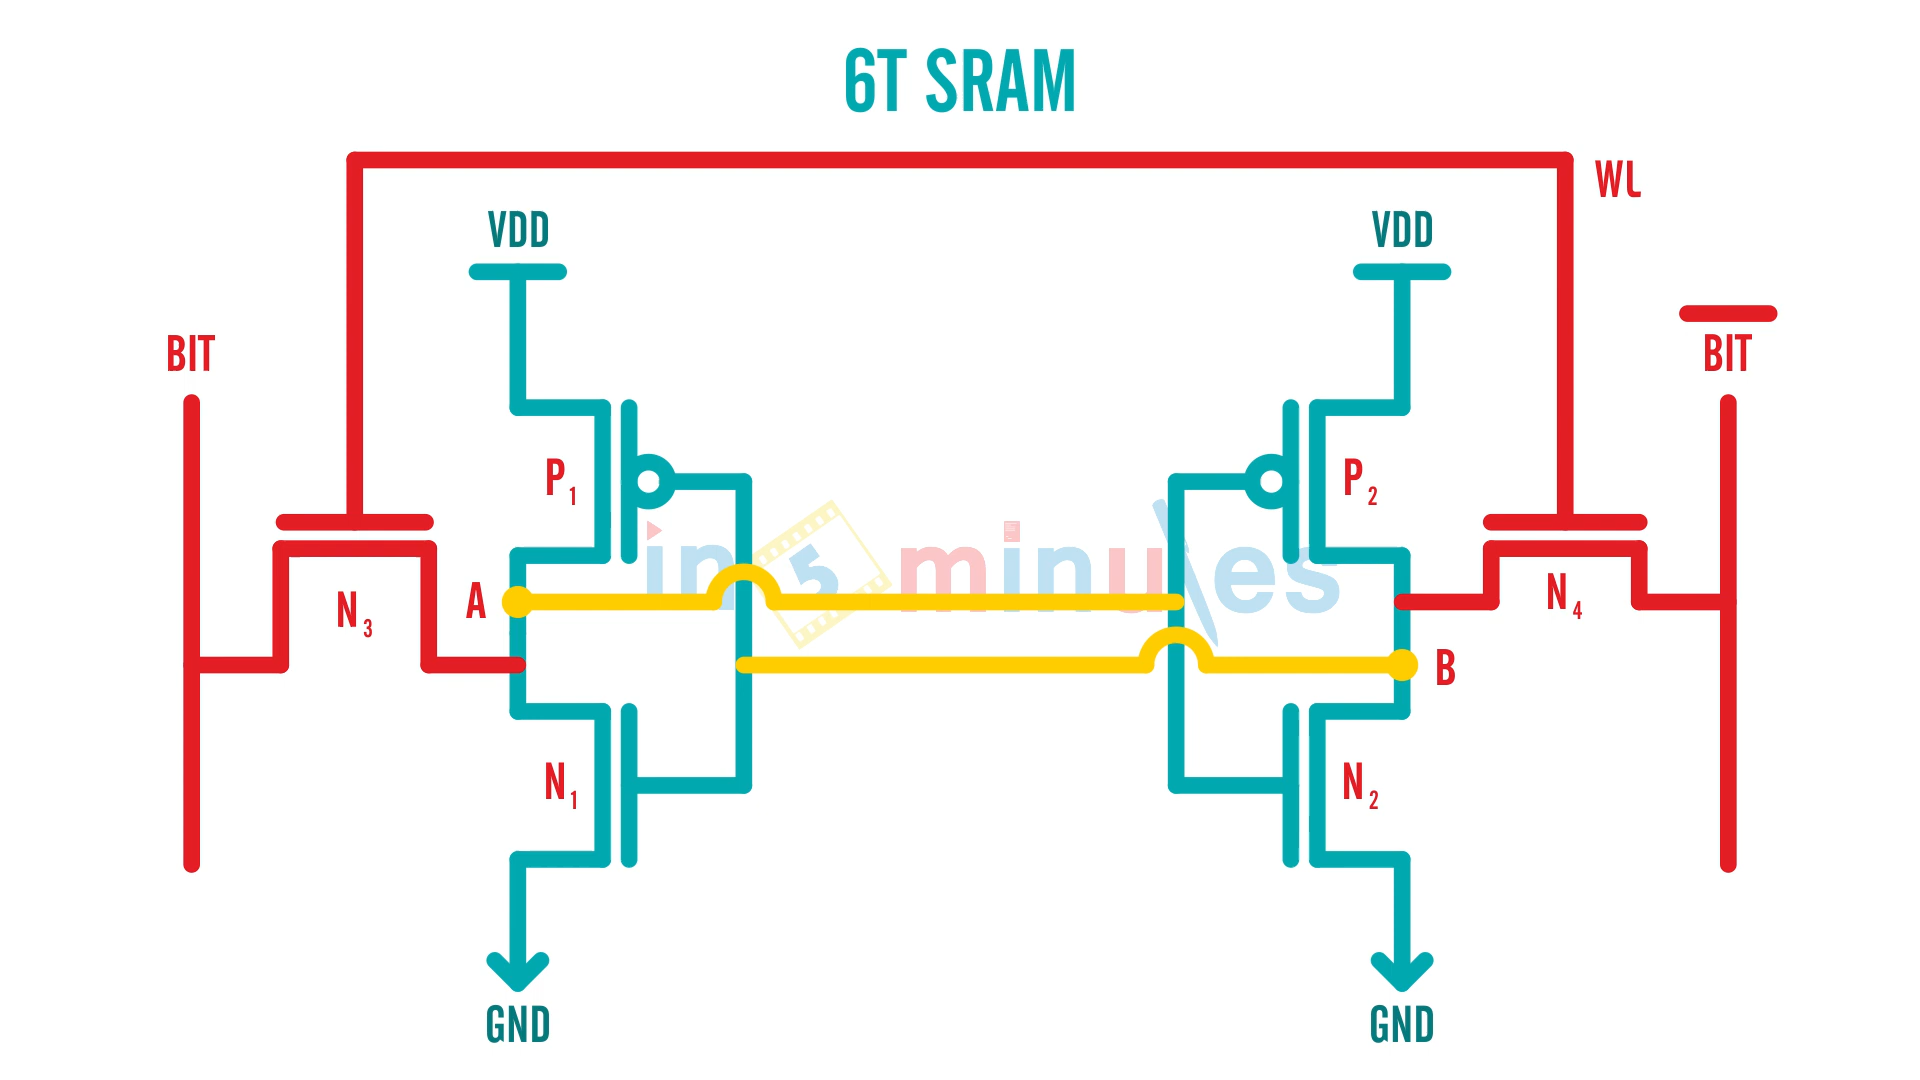 6T SRAM
WL
VDD
VDD
BIT
BIT
P1
P2
in 5 minutes
A
N3
N4
B
N1
N2
GND
GND